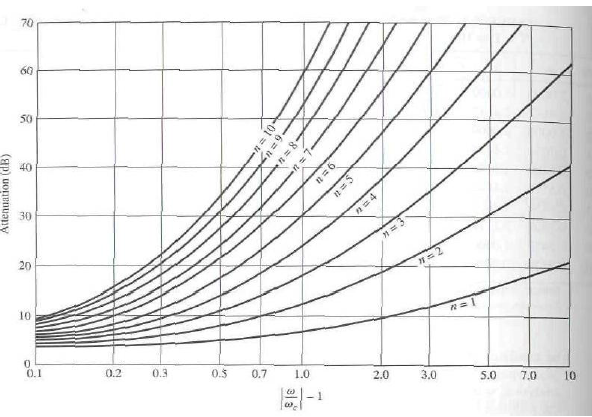 70
60
50
40
30
20
10
0
Attenuation (dB)
n = 10
n = 9
n = 8
n = 7
n = 6
n = 5
n = 4
n = 3
n = 2
n = 1
0.1 0.2 0.3 0.5 0.7 1.0 2.0 3.0 5.0 7.0 10
|ω/ωc| − 1